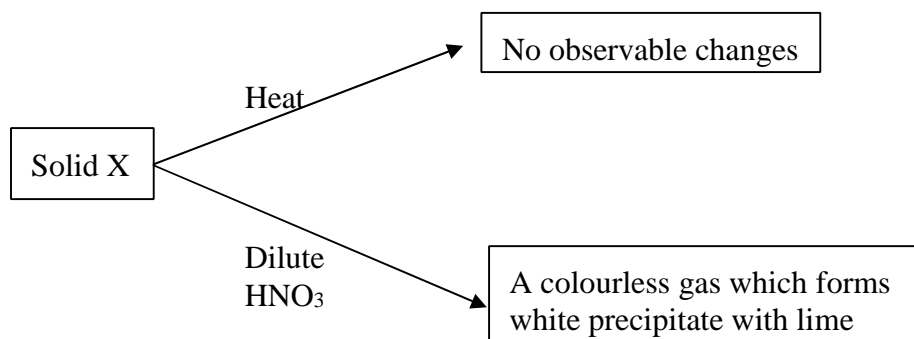 No observable changes
Heat
Solid X
Dilute
HNO₃
A colourless gas which forms
white precipitate with lime